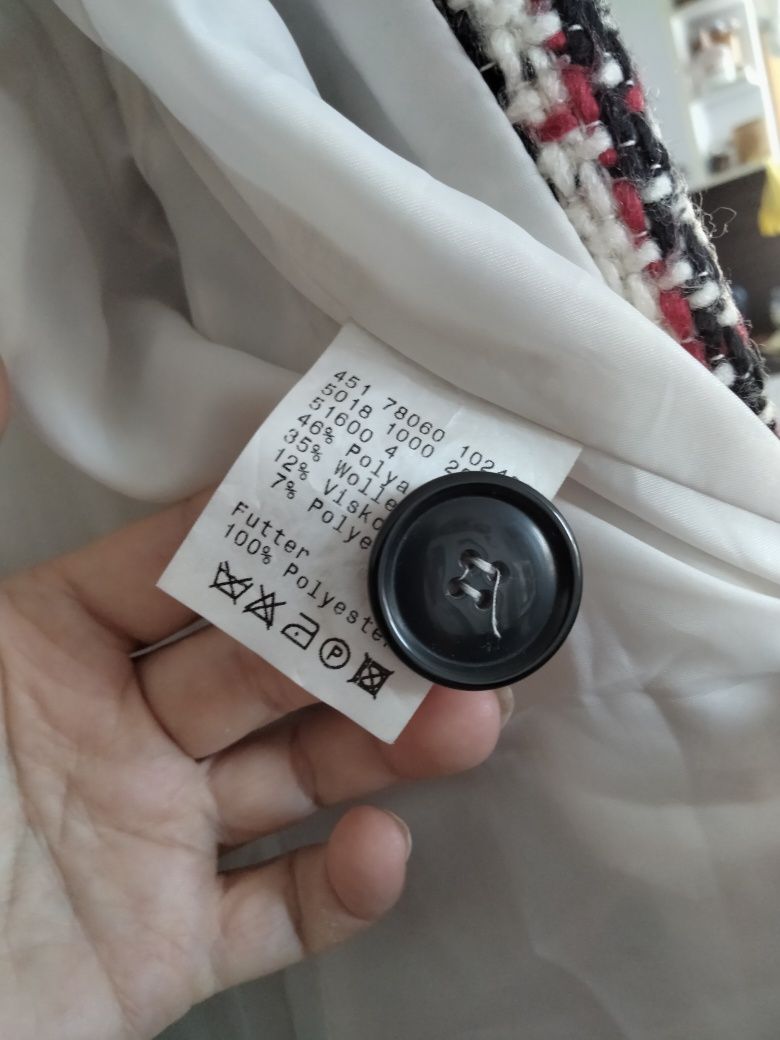 451 78060 1024
5018 1000
51600 4
46% Polya
35% Wolle
12% Visko
7% Polye
Futter
100% Polyester
P